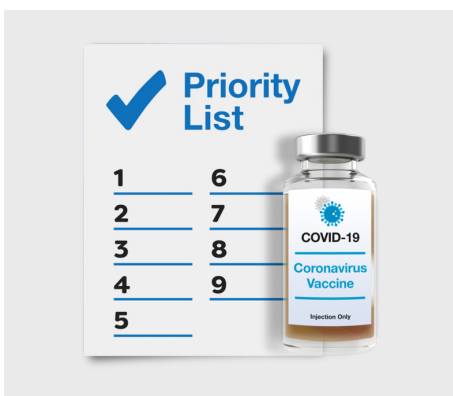 Priority
List
1
2
3
4
5
6
7
8
9
COVID-19
Coronavirus
Vaccine
Injection Only